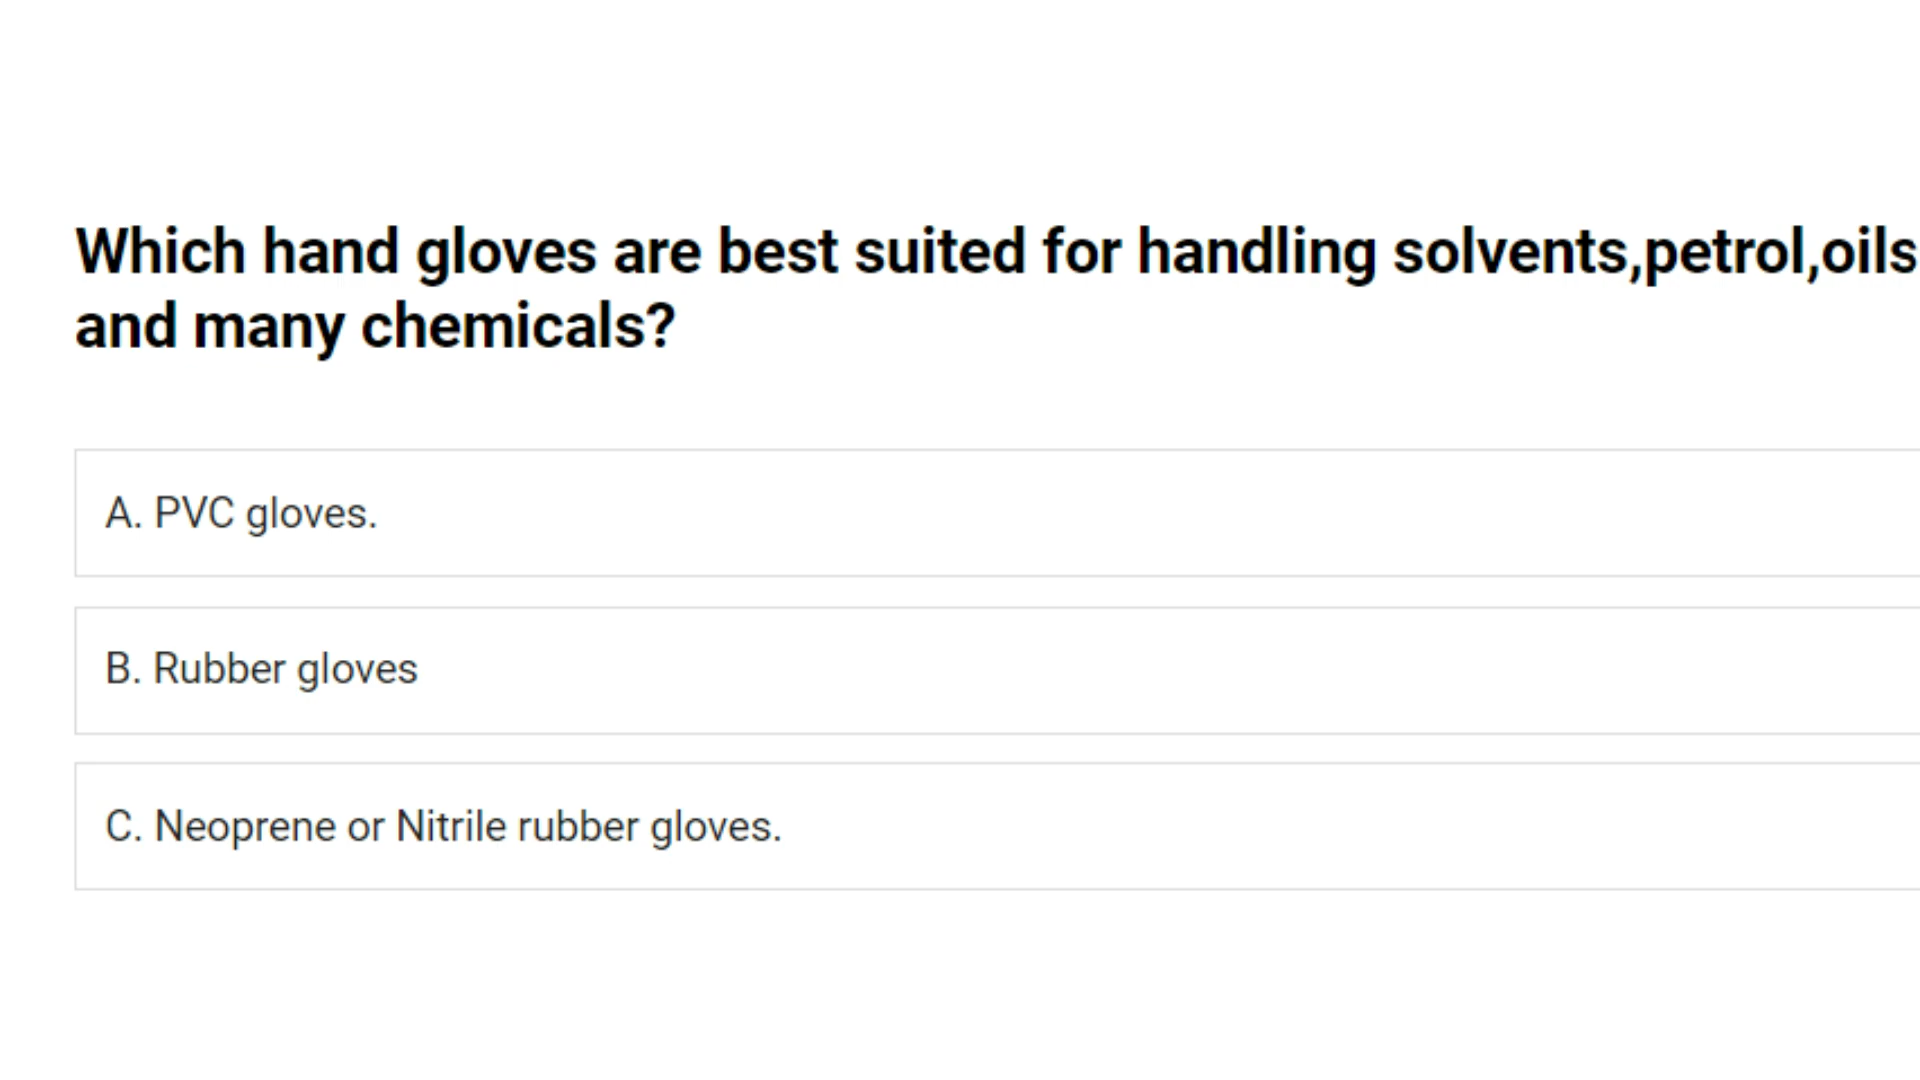 Which hand gloves are best suited for handling solvents,petrol,oils
and many chemicals?
A. PVC gloves.
B. Rubber gloves
C. Neoprene or Nitrile rubber gloves.